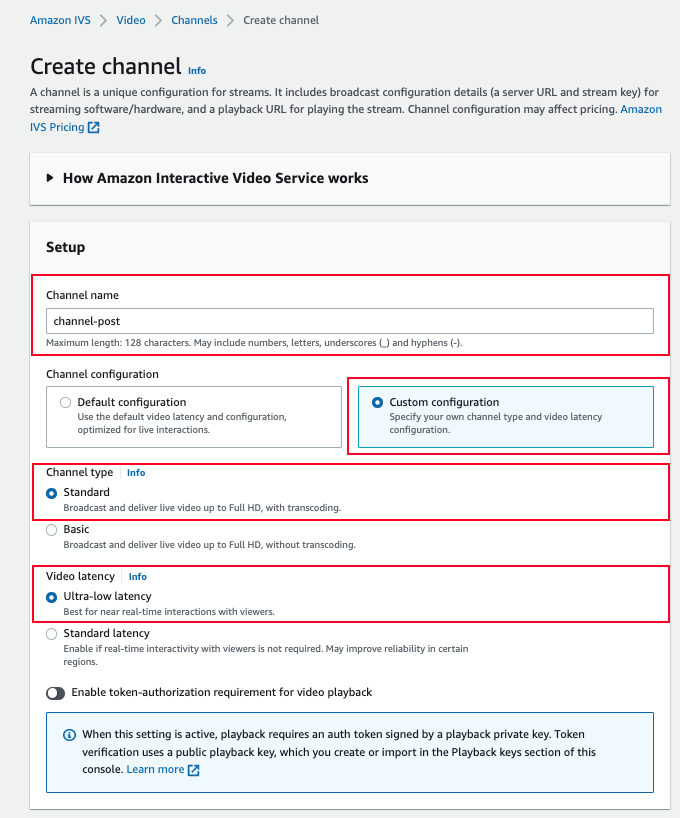 Amazon IVS > Video > Channels > Create channel
Create channel Info
A channel is a unique configuration for streams. It includes broadcast configuration details (a server URL and stream key) for
streaming software/hardware, and a playback URL for playing the stream. Channel configuration may affect pricing. Amazon
IVS Pricing
How Amazon Interactive Video Service works
Setup
Channel name
channel-post
Maximum length: 128 characters. May include numbers, letters, underscores (_) and hyphens (-).
Channel configuration
Default configuration
Use the default video latency and configuration,
optimized for live interactions.
Custom configuration
Specify your own channel type and video latency
configuration.
Channel type Info
Standard
Broadcast and deliver live video up to Full HD, with transcoding.
Basic
Broadcast and deliver live video up to Full HD, without transcoding.
Video latency Info
Ultra-low latency
Best for near real-time interactions with viewers.
Standard latency
Enable if real-time interactivity with viewers is not required. May improve reliability in certain
regions.
Enable token-authorization requirement for video playback
When this setting is active, playback requires an auth token signed by a playback private key. Token
verification uses a public playback key, which you create or import in the Playback keys section of this
console. Learn more